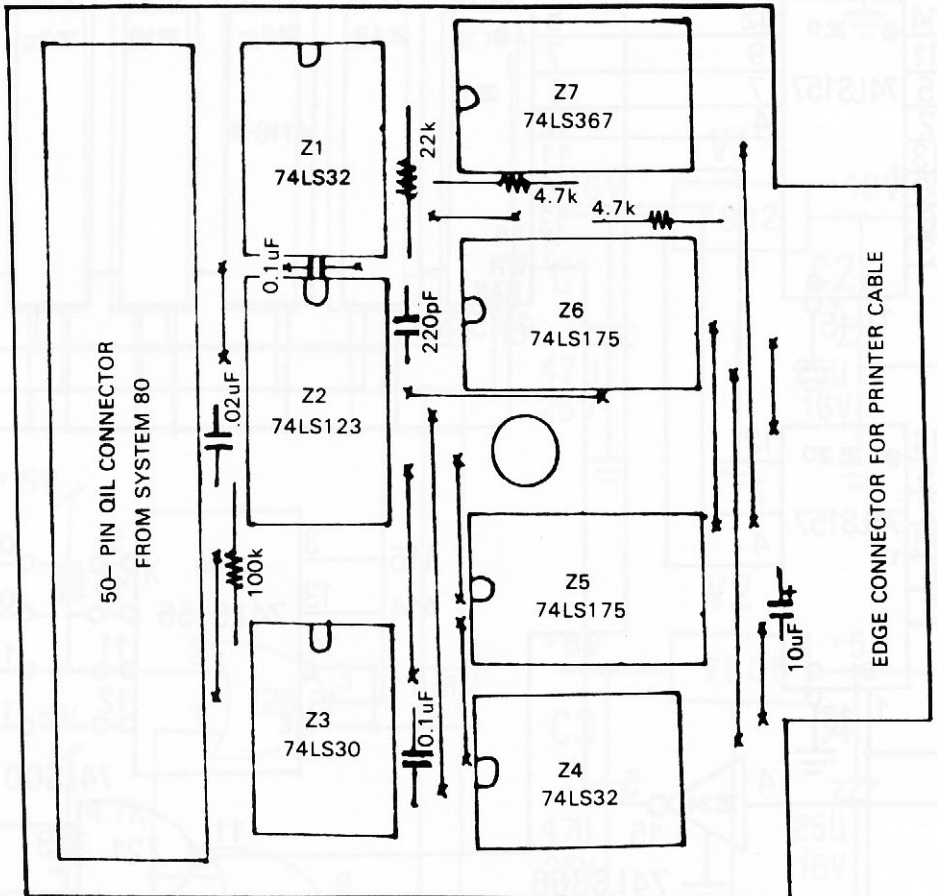 Z1
74LS32
22k
Z7
74LS367
4.7k
4.7k
0.1uF
220pF
Z6
74LS175
50– PIN QIL CONNECTOR
FROM SYSTEM 80
.02uF
Z2
74LS123
EDGE CONNECTOR FOR PRINTER CABLE
100k
Z5
74LS175
+
10uF
Z3
74LS30
0.1uF
Z4
74LS32